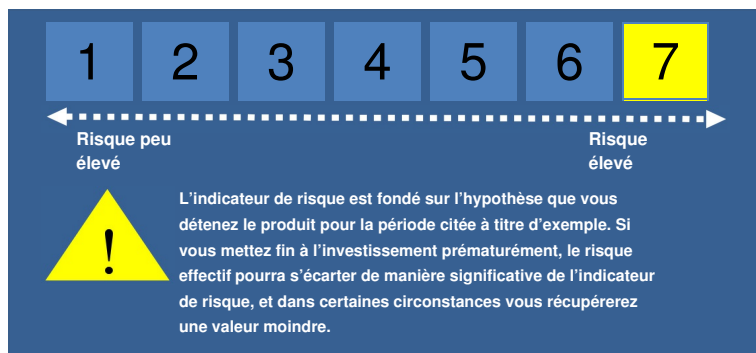 1 2 3 4 5 6 7
Risque peu
élevé
Risque
élevé
!
L'indicateur de risque est fondé sur l'hypothèse que vous
détenez le produit pour la période citée à titre d'exemple. Si
vous mettez fin à l'investissement prématurément, le risque
effectif pourra s'écarter de manière significative de l'indicateur
de risque, et dans certaines circonstances vous récupérerez
une valeur moindre.